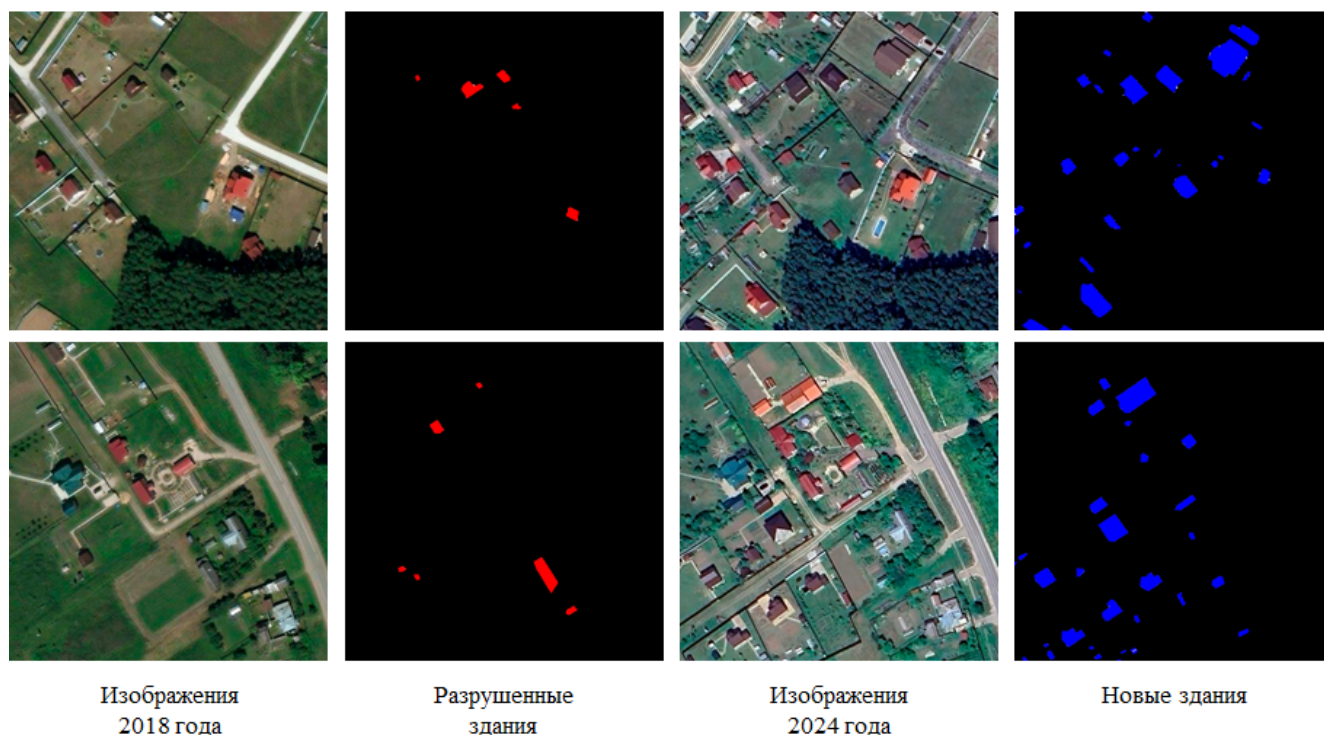 Изображения
2018 года
Разрушенные
здания
Изображения
2024 года
Новые здания